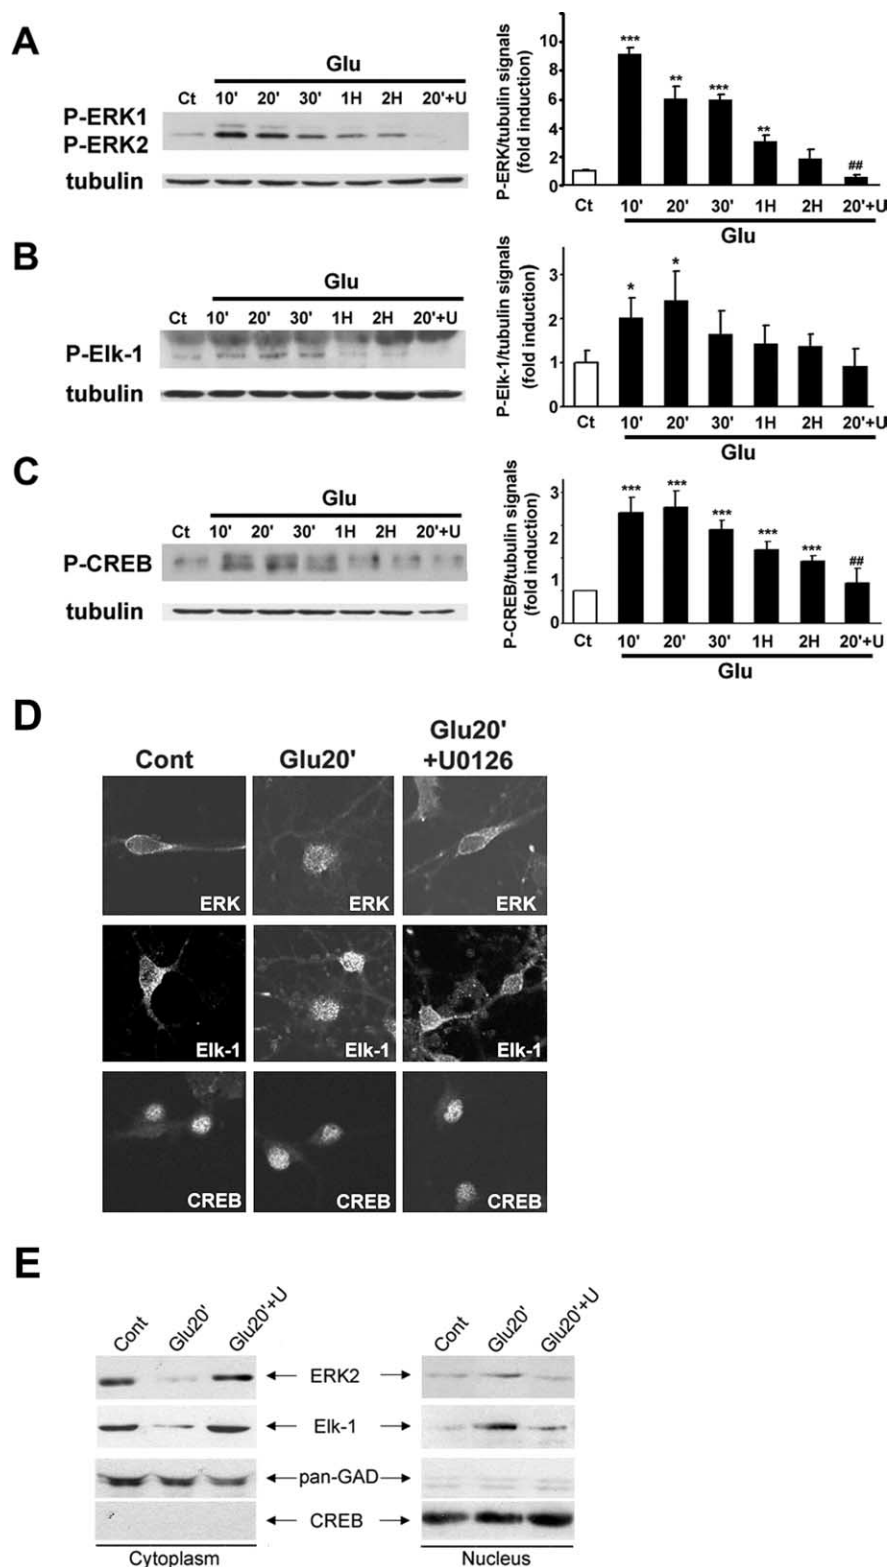 A
Glu
Ct 10' 20' 30' 1H 2H 20'+U
P-ERK1
P-ERK2
tubulin
P-ERK/tubulin signals
(fold induction)
10
8
6
4
2
0
*** ** *** ** ##
Ct 10' 20' 30' 1H 2H 20'+U
Glu
B
Glu
Ct 10' 20' 30' 1H 2H 20'+U
P-Elk-1
tubulin
P-Elk-1/tubulin signals
(fold induction)
3
2
1
0
* *
Ct 10' 20' 30' 1H 2H 20'+U
Glu
C
Glu
Ct 10' 20' 30' 1H 2H 20'+U
P-CREB
tubulin
P-CREB/tubulin signals
(fold induction)
3
2
1
0
*** *** *** *** *** ##
Ct 10' 20' 30' 1H 2H 20'+U
Glu
D
Cont Glu20' Glu20'
+U0126
ERK ERK ERK
Elk-1 Elk-1 Elk-1
CREB CREB CREB
E
Cont Glu20' Glu20'+U Cont Glu20' Glu20'+U
ERK2
Elk-1
pan-GAD
CREB
Cytoplasm Nucleus